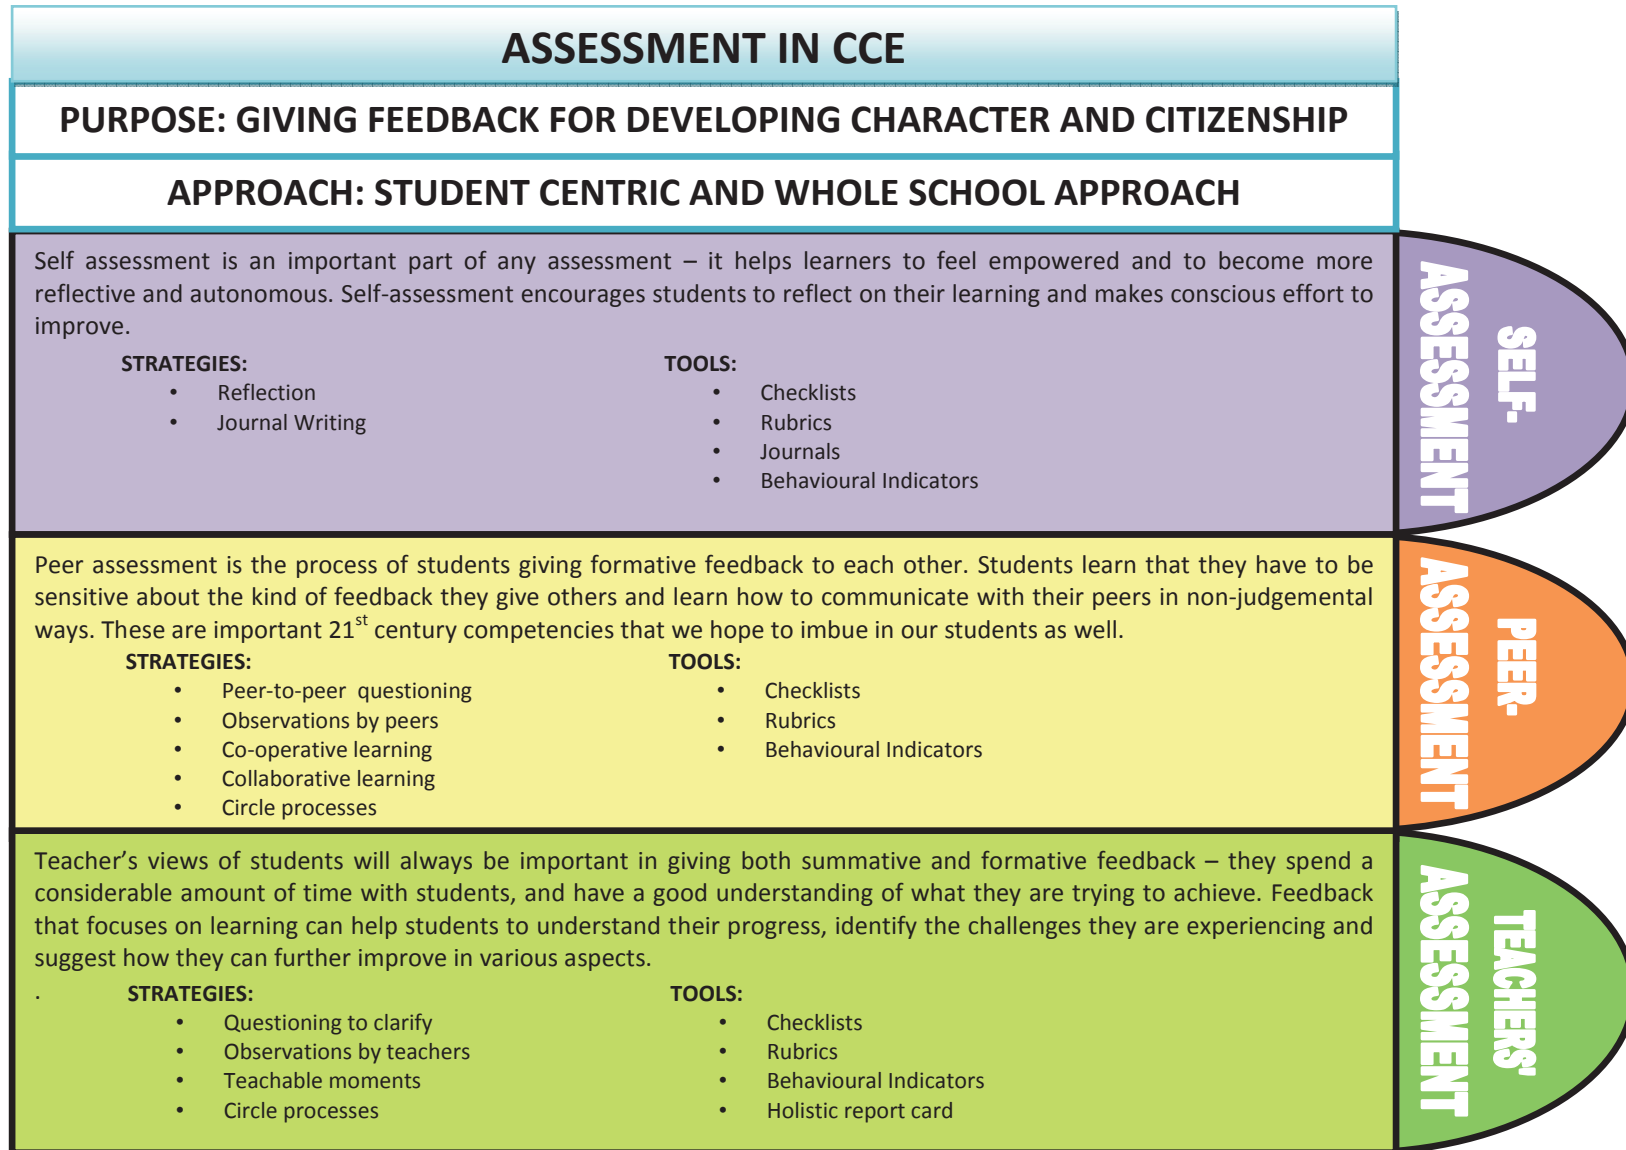 ASSESSMENT IN CCE
PURPOSE: GIVING FEEDBACK FOR DEVELOPING CHARACTER AND CITIZENSHIP
APPROACH: STUDENT CENTRIC AND WHOLE SCHOOL APPROACH
Self assessment is an important part of any assessment – it helps learners to feel empowered and to become more
reflective and autonomous. Self-assessment encourages students to reflect on their learning and makes conscious effort to
improve.
STRATEGIES:
• Reflection
• Journal Writing
TOOLS:
• Checklists
• Rubrics
• Journals
• Behavioural Indicators
SELF-
ASSESSMENT
Peer assessment is the process of students giving formative feedback to each other. Students learn that they have to be
sensitive about the kind of feedback they give others and learn how to communicate with their peers in non-judgemental
ways. These are important 21st century competencies that we hope to imbue in our students as well.
STRATEGIES:
• Peer-to-peer questioning
• Observations by peers
• Co-operative learning
• Collaborative learning
• Circle processes
TOOLS:
• Checklists
• Rubrics
• Behavioural Indicators
PEER-
ASSESSMENT
Teacher’s views of students will always be important in giving both summative and formative feedback – they spend a
considerable amount of time with students, and have a good understanding of what they are trying to achieve. Feedback
that focuses on learning can help students to understand their progress, identify the challenges they are experiencing and
suggest how they can further improve in various aspects.
.
STRATEGIES:
• Questioning to clarify
• Observations by teachers
• Teachable moments
• Circle processes
TOOLS:
• Checklists
• Rubrics
• Behavioural Indicators
• Holistic report card
TEACHERS'
ASSESSMENT